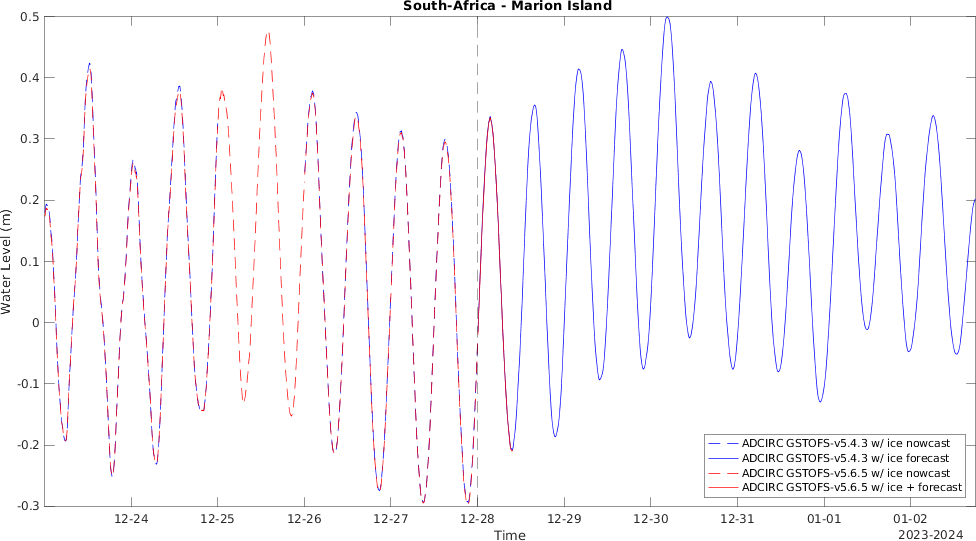 South-Africa - Marion Island
0.5
0.4
0.3
0.2
0.1
0
-0.1
-0.2
-0.3
Water Level (m)
ADCIRC GSTOFS-v5.4.3 w/ ice nowcast
ADCIRC GSTOFS-v5.4.3 w/ ice forecast
ADCIRC GSTOFS-v5.6.5 w/ ice nowcast
ADCIRC GSTOFS-v5.6.5 w/ ice + forecast
12-24 12-25 12-26 12-27 12-28 12-29 12-30 12-31 01-01 01-02
Time
2023-2024